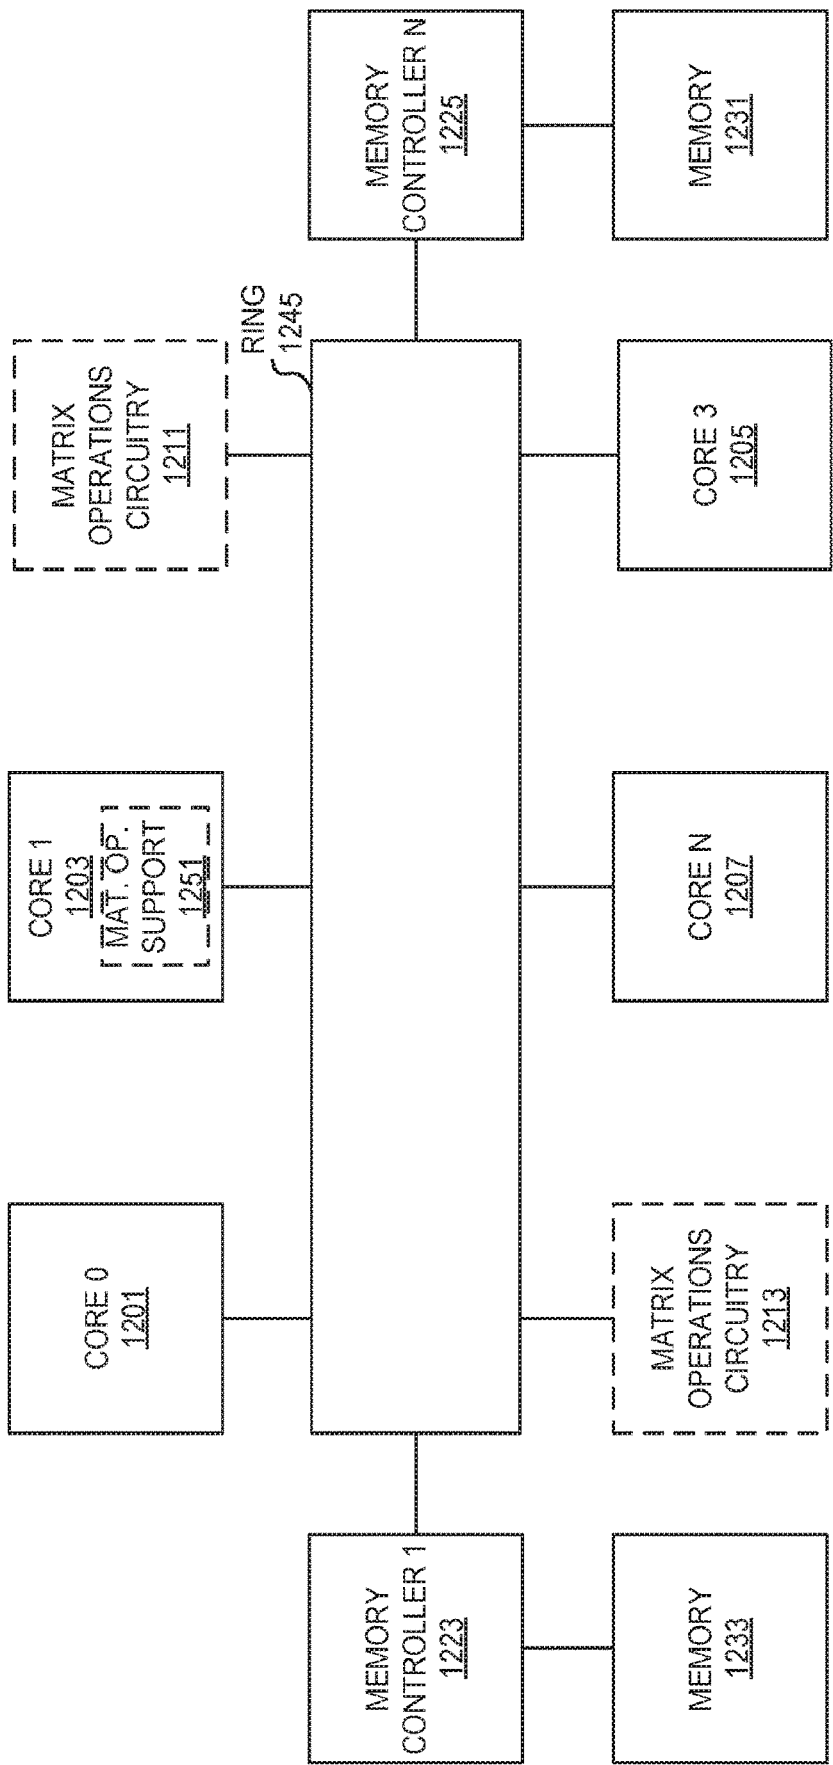 CORE 0
1201
CORE 1
1203
MAT. OP.
SUPPORT
1251
MATRIX
OPERATIONS
CIRCUITRY
1211
RING
1245
MEMORY
CONTROLLER 1
1223
MEMORY
CONTROLLER N
1225
MEMORY
1233
MATRIX
OPERATIONS
CIRCUITRY
1213
CORE N
1207
CORE 3
1205
MEMORY
1231